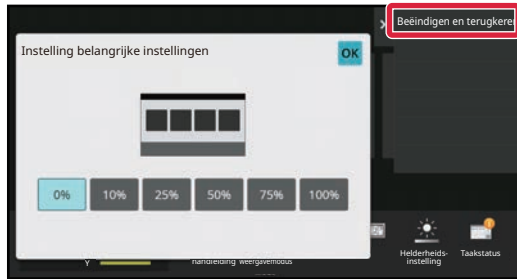 Beëindigen en terugkeren
Instelling belangrijke instellingen
OK
0%
10%
25%
50%
75%
100%
Helderheids-
instelling
Taakstatus
Y
handleiding weergavemodus